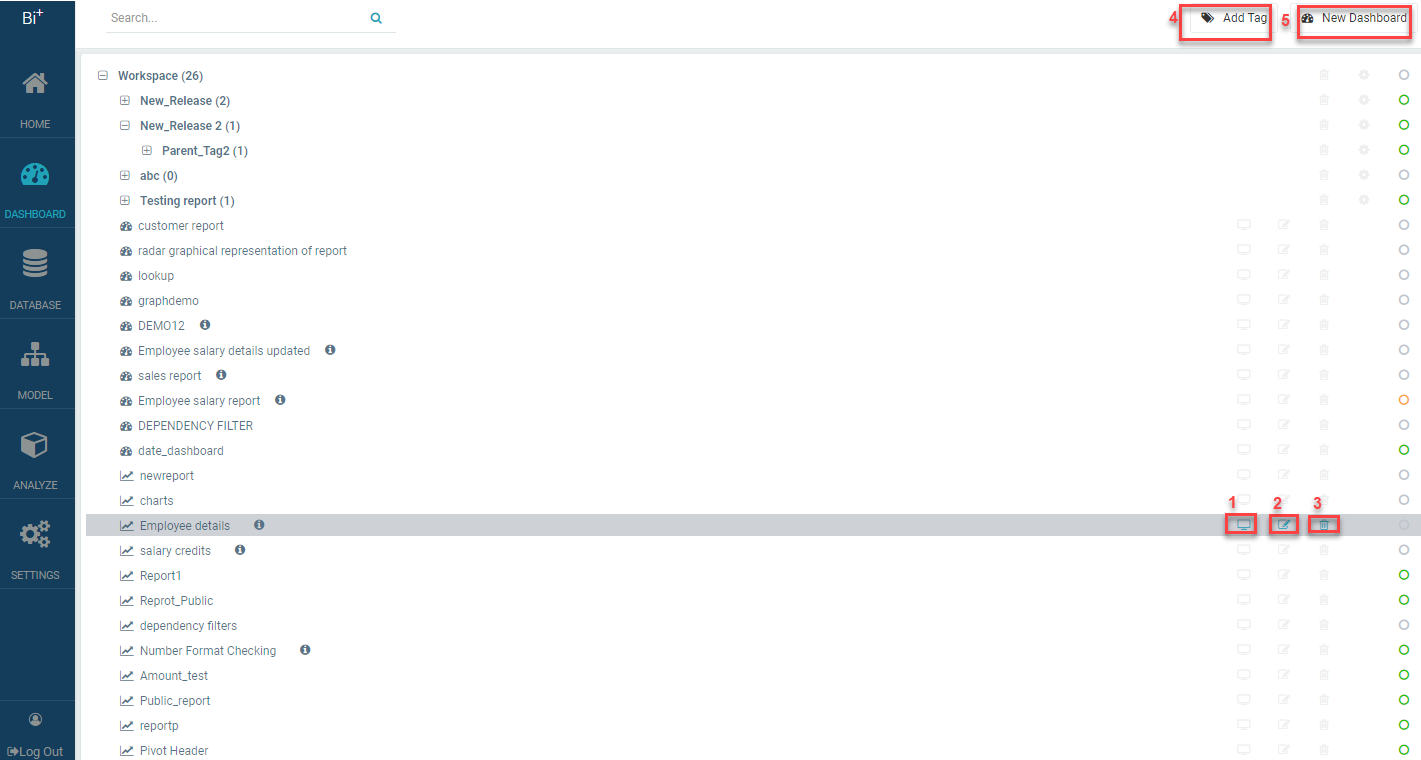 Bi+
Search...
4
Add Tag
5
New Dashboard
HOME
DASHBOARD
DATABASE
MODEL
ANALYZE
SETTINGS
Log Out
Workspace (26)
New_Release (2)
New_Release 2 (1)
Parent_Tag2 (1)
abc (0)
Testing report (1)
customer report
radar graphical representation of report
lookup
graphdemo
DEMO12
Employee salary details updated
sales report
Employee salary report
DEPENDENCY FILTER
date_dashboard
newreport
charts
1 2 3
Employee details
salary credits
Report1
Reprot_Public
dependency filters
Number Format Checking
Amount_test
Public_report
reportp
Pivot Header